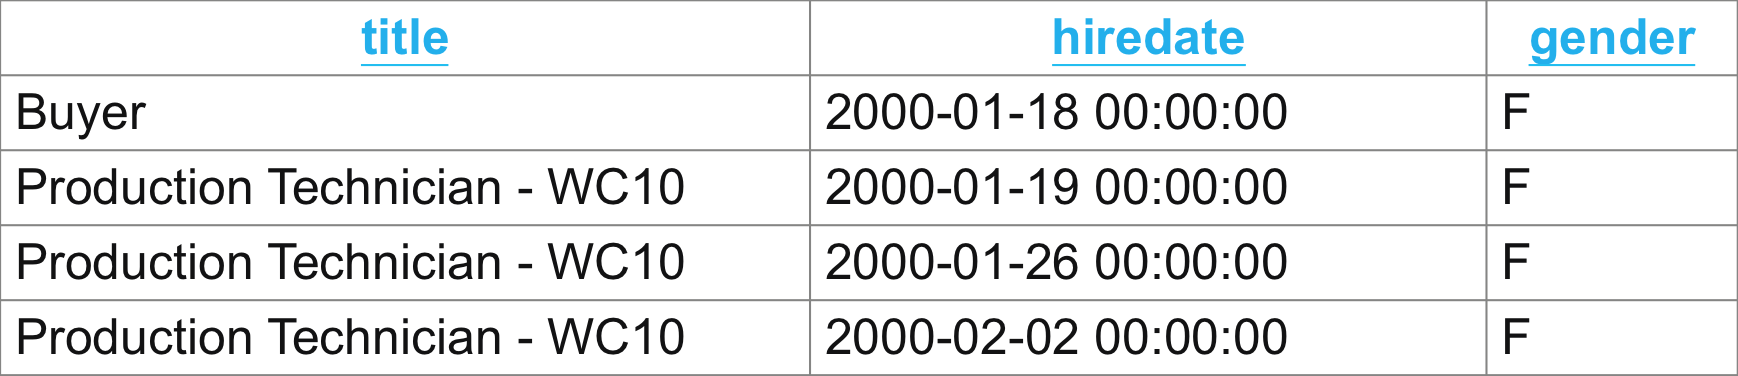 title hiredate gender
Buyer 2000-01-18 00:00:00 F
Production Technician - WC10 2000-01-19 00:00:00 F
Production Technician - WC10 2000-01-26 00:00:00 F
Production Technician - WC10 2000-02-02 00:00:00 F